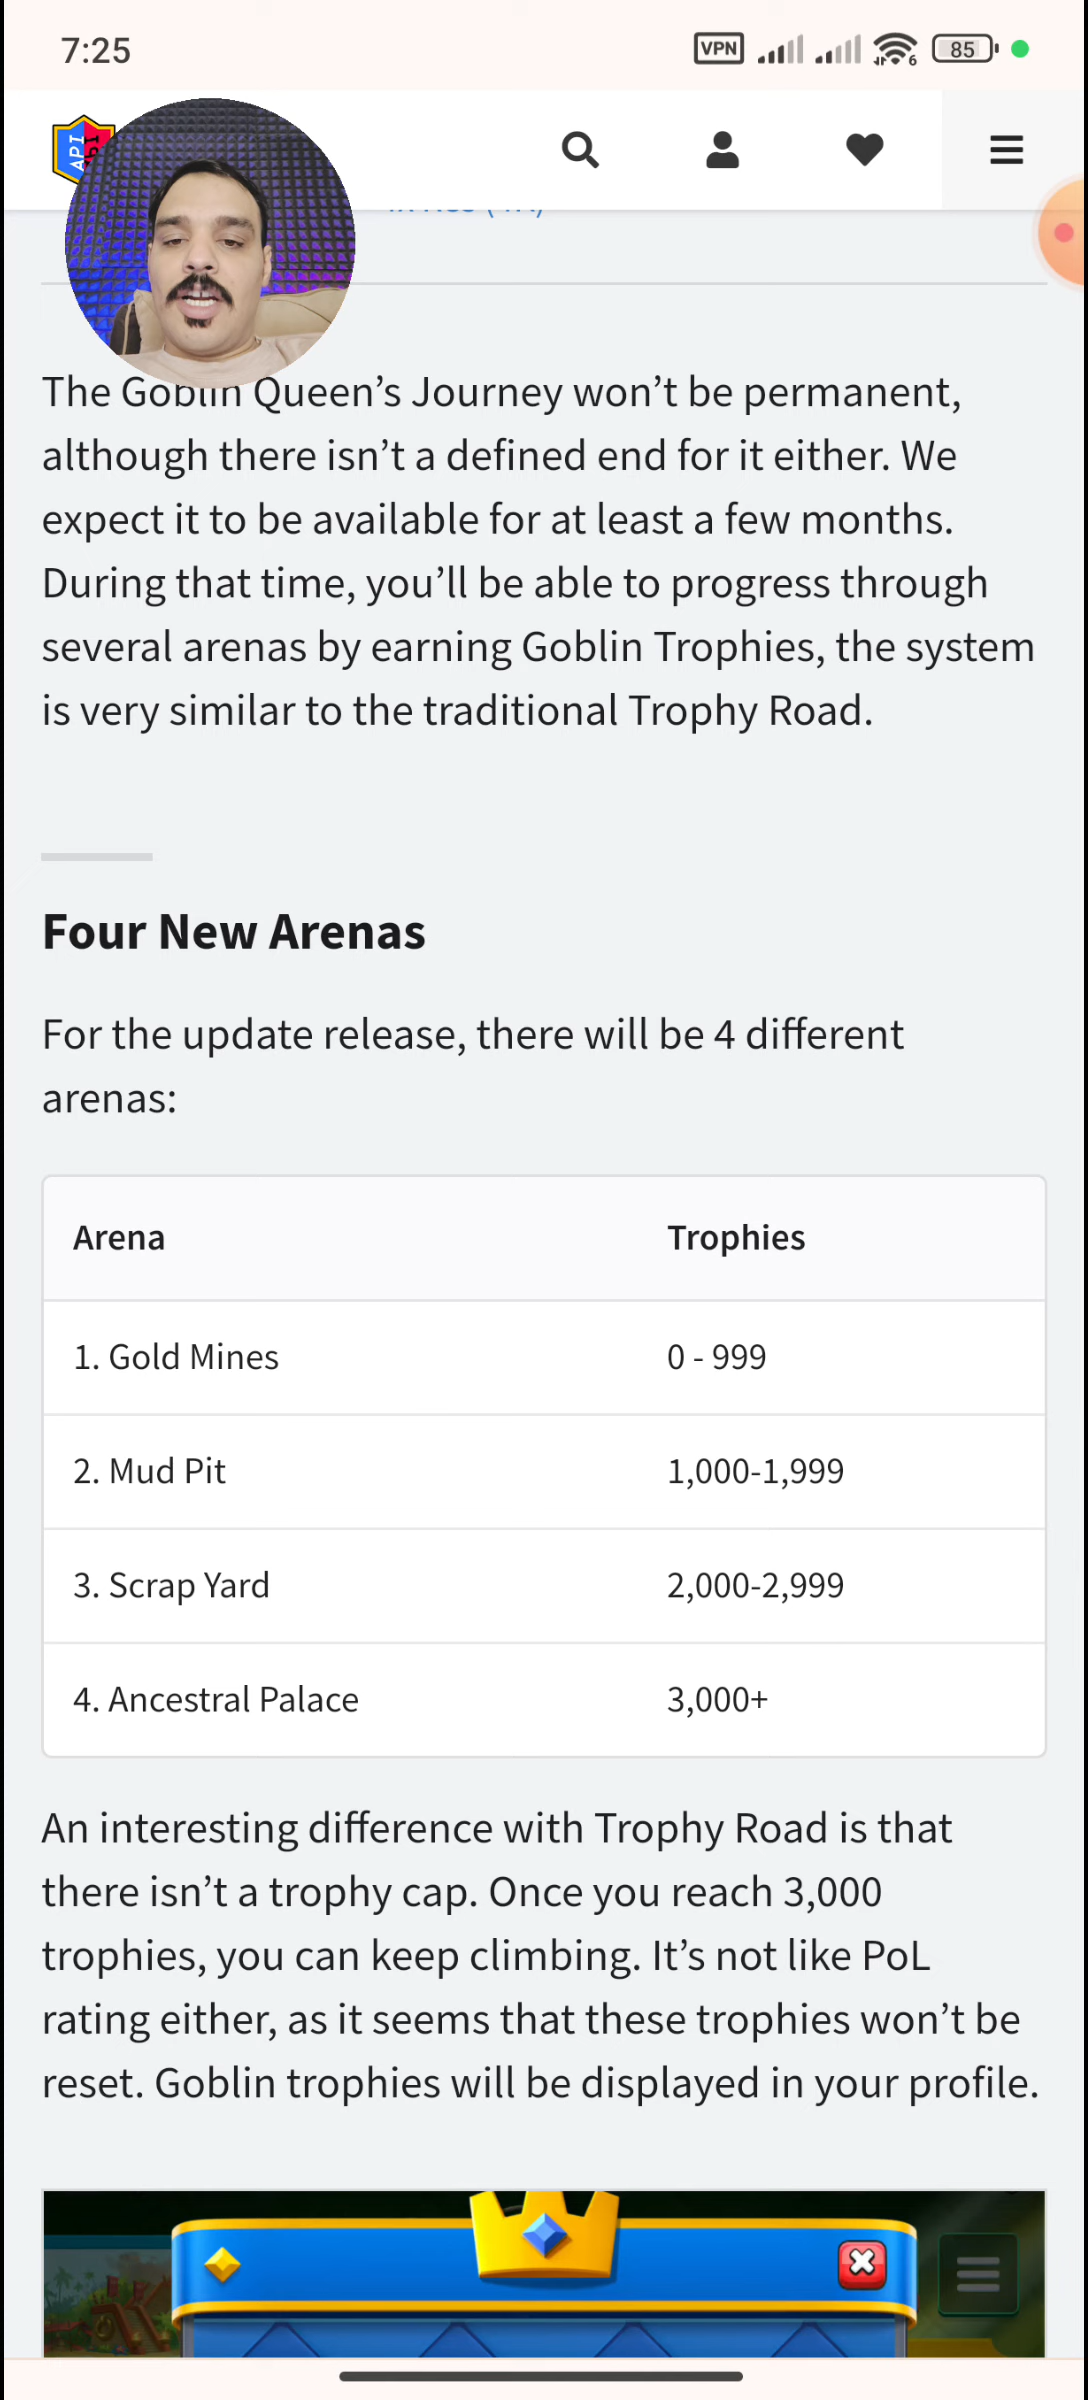 7:25
VPN
6
85
API
The Goblin Queen’s Journey won’t be permanent,
although there isn’t a defined end for it either. We
expect it to be available for at least a few months.
During that time, you’ll be able to progress through
several arenas by earning Goblin Trophies, the system
is very similar to the traditional Trophy Road.
Four New Arenas
For the update release, there will be 4 different
arenas:
Arena Trophies
1. Gold Mines 0 - 999
2. Mud Pit 1,000-1,999
3. Scrap Yard 2,000-2,999
4. Ancestral Palace 3,000+
An interesting difference with Trophy Road is that
there isn’t a trophy cap. Once you reach 3,000
trophies, you can keep climbing. It’s not like PoL
rating either, as it seems that these trophies won’t be
reset. Goblin trophies will be displayed in your profile.